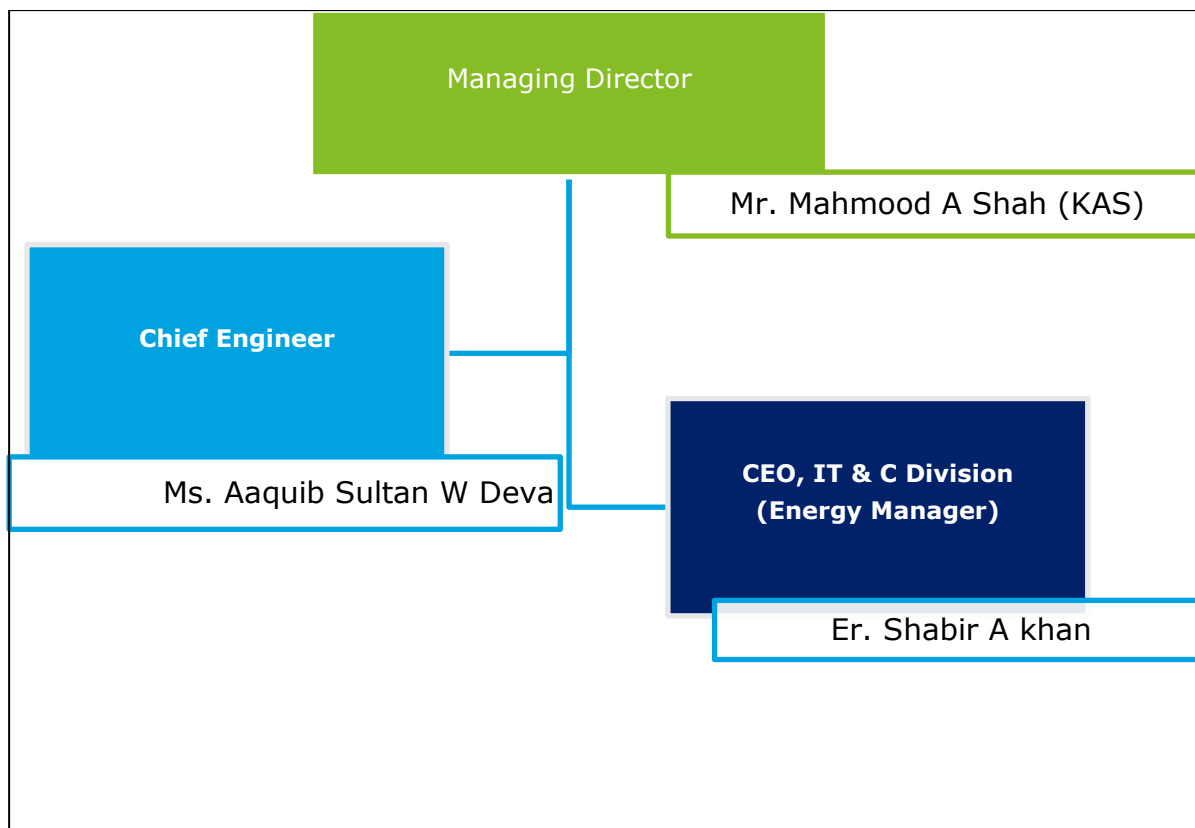 Managing Director
Mr. Mahmood A Shah (KAS)
Chief Engineer
Ms. Aaquib Sultan W Deva
CEO, IT & C Division
(Energy Manager)
Er. Shabir A khan